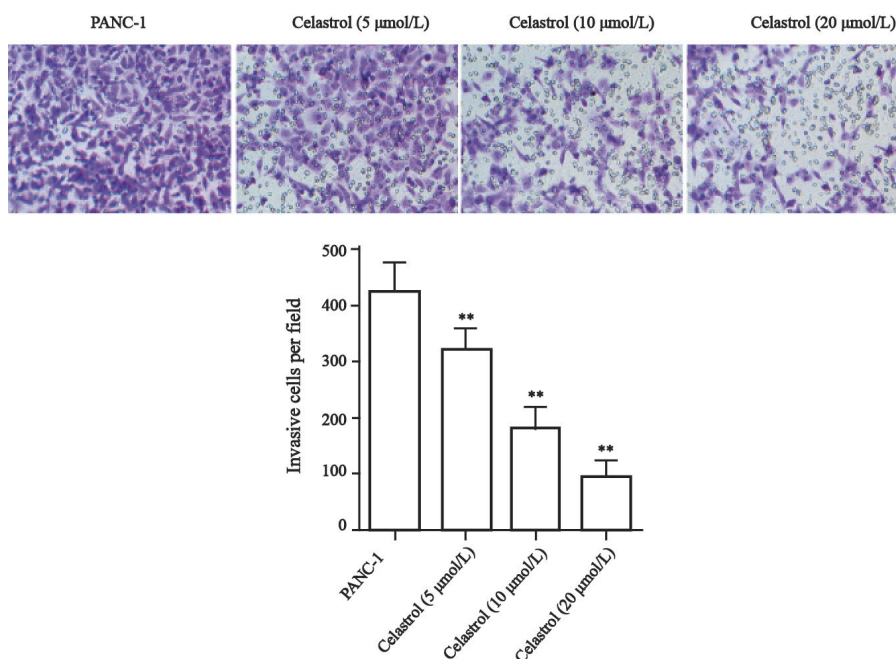 PANC-1 Celastrol (5 μmol/L) Celastrol (10 μmol/L) Celastrol (20 μmol/L)
Invasive cells per field
500
400
300
200
100
0
**
**
**
PANC-1
Celastrol (5 μmol/L)
Celastrol (10 μmol/L)
Celastrol (20 μmol/L)